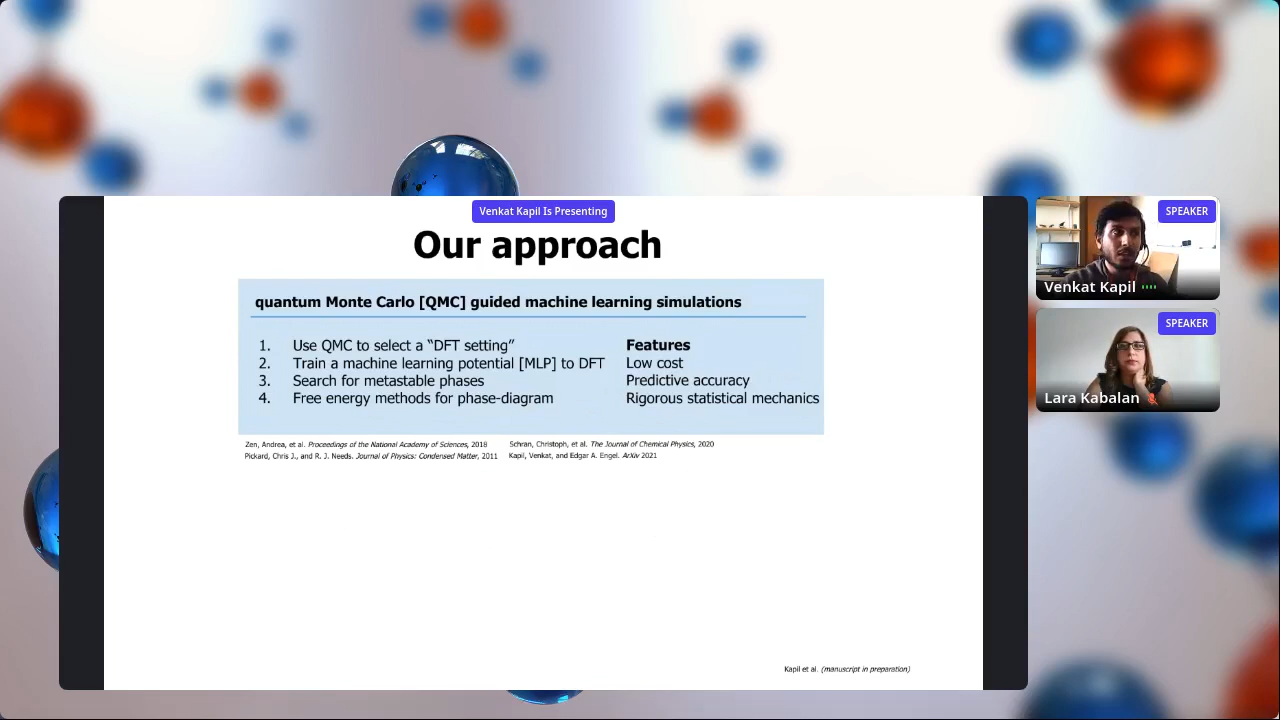 Venkat Kapil Is Presenting
Our approach
quantum Monte Carlo [QMC] guided machine learning simulations
1. Use QMC to select a “DFT setting”
2. Train a machine learning potential [MLP] to DFT
3. Search for metastable phases
4. Free energy methods for phase-diagram
Features
Low cost
Predictive accuracy
Rigorous statistical mechanics
Zen, Andrea, et al. Proceedings of the National Academy of Sciences, 2018
Pickard, Chris J., and R. J. Needs. Journal of Physics: Condensed Matter, 2011
Schran, Christoph, et al. The Journal of Chemical Physics, 2020
Kapil, Venkat, and Edgar A. Engel. ArXiv 2021
Kapil et al. (manuscript in preparation)
SPEAKER
Venkat Kapil
SPEAKER
Lara Kabalan